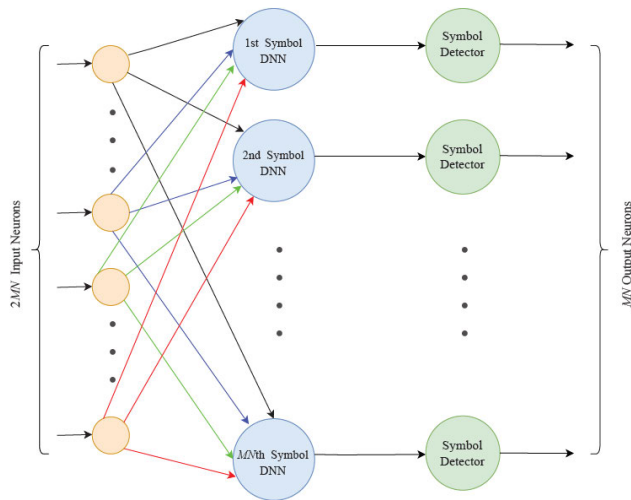 1st Symbol
DNN
Symbol
Detector
2nd Symbol
DNN
Symbol
Detector
2MN Input Neurons
MN Output Neurons
MNth Symbol
DNN
Symbol
Detector